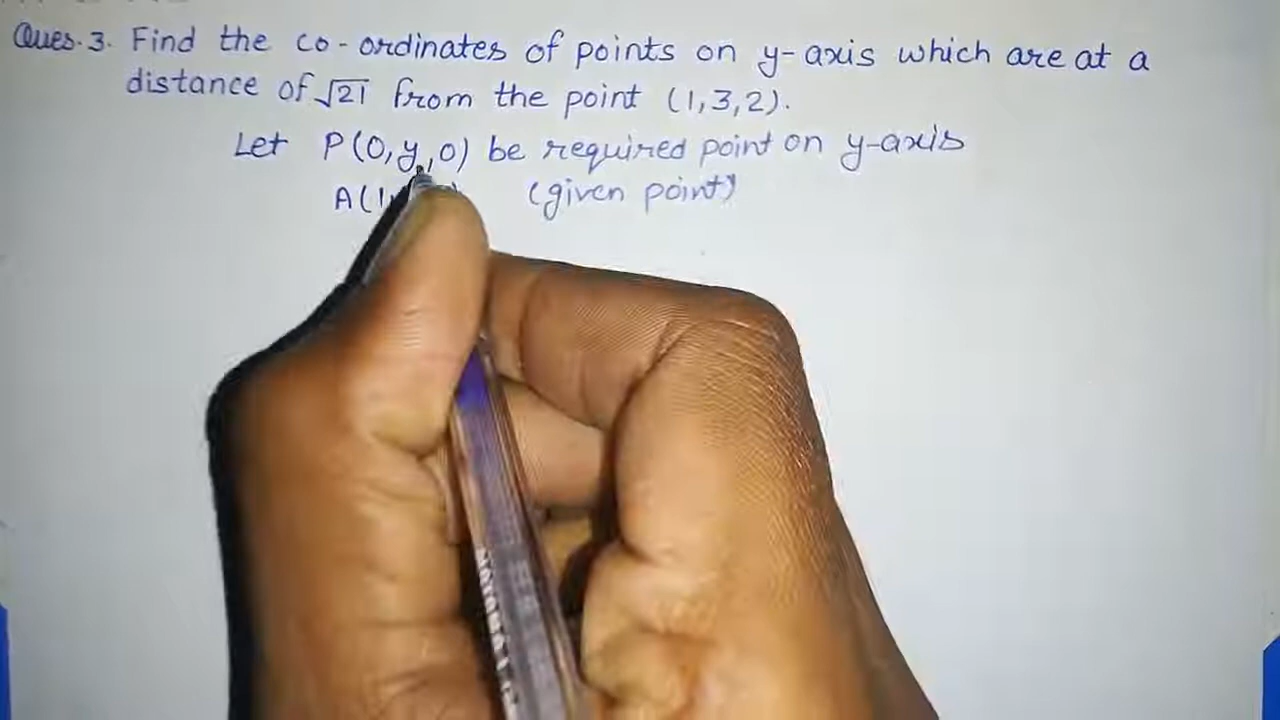 Ques. 3. Find the co-ordinates of points on y-axis which are at a
distance of √21 from the point (1,3,2).
Let P(0,y,0) be required point on y-axis
A(1, (given point)